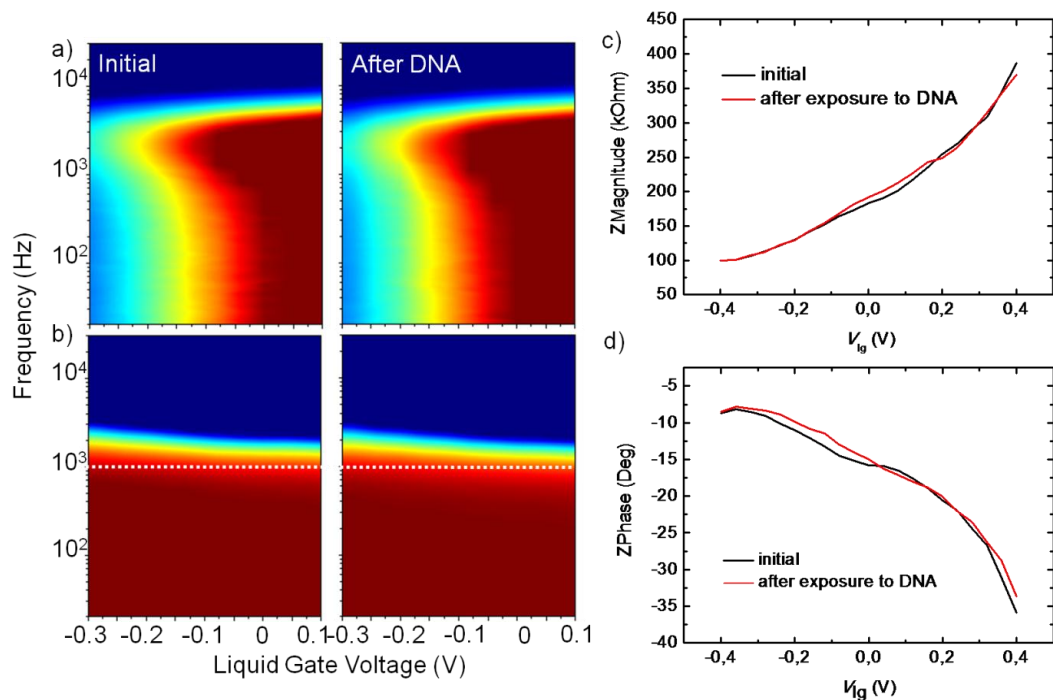 a)
Initial
After DNA
10⁴
10³
10²
b)
10⁴
10³
10²
Frequency (Hz)
-0.3 -0.2 -0.1 0 -0.3 -0.2 -0.1 0 0.1
Liquid Gate Voltage (V)
c)
450
400
350
300
250
200
150
100
50
ZMagnitude (kOhm)
initial
after exposure to DNA
-0,4 -0,2 0,0 0,2 0,4
Vlg (V)
d)
-5
-10
-15
-20
-25
-30
-35
-40
ZPhase (Deg)
initial
after exposure to DNA
-0,4 -0,2 0,0 0,2 0,4
Vlg (V)